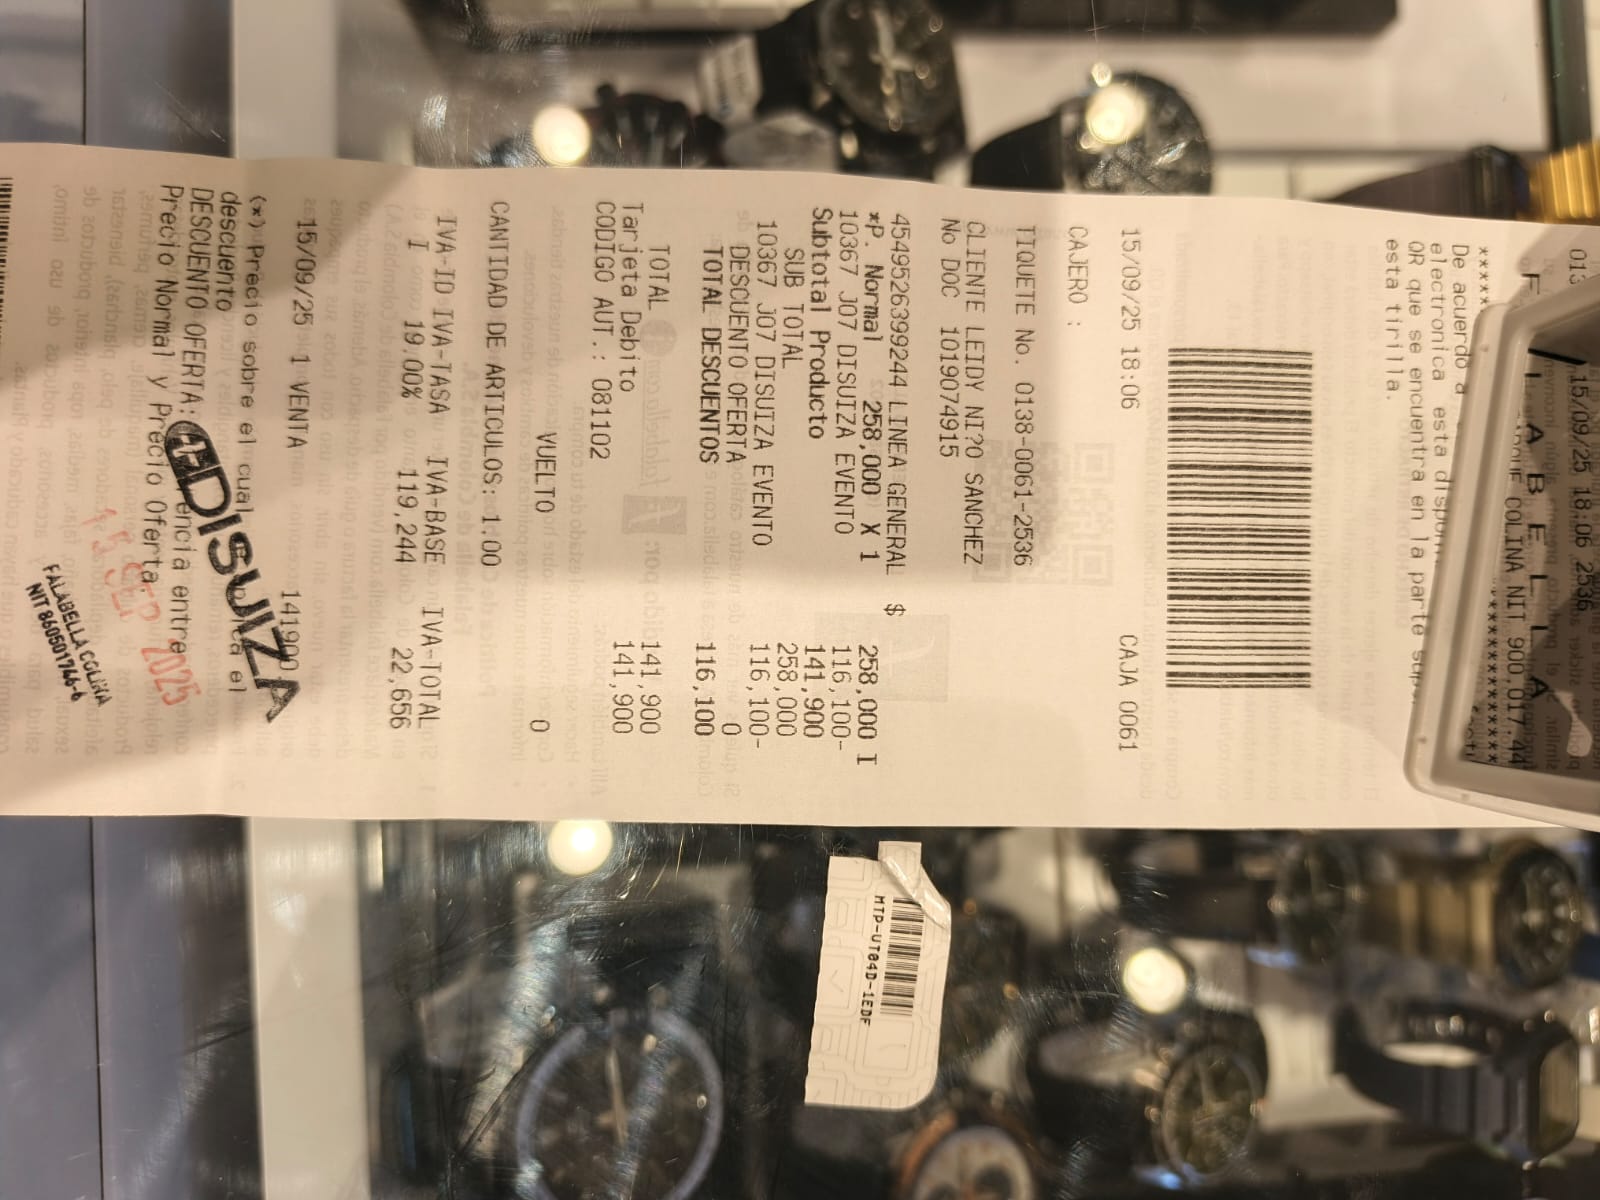 15/09/25 18:06 2536
F A L A B E L L A
COLINA NIT 900.017.44
De acuerdo a
electronica esta
QR que se encuentra en la parte
esta tirilla.
15/09/25 18:06 CAJA 0061
CAJERO :
TIQUETE No. 0138-0061-2536
CLIENTE LEIDY NI?O SANCHEZ
No DOC 1019074915
4549526399244 LINEA GENERAL $ 258,000 I
*P. Normal 258,000 X 1 116,100-
10367 J07 DISUIZA EVENTO
Subtotal Producto 141,900
SUB TOTAL 258,000
10367 J07 DISUIZA EVENTO 116,100-
DESCUENTO OFERTA 0
TOTAL DESCUENTOS 116,100
TOTAL 141,900
Tarjeta Debito 141,900
CODIGO AUT.: 081102
VUELTO 0
CANTIDAD DE ARTICULOS: 1.00
IVA-ID IVA-TASA IVA-BASE IVA-TOTAL
I 19.00% 119,244 22,656
15/09/25 1 VENTA 141900
(*) Precio sobre el cual el
descuento
DESCUENTO OFERTA: entre
Precio Normal y Precio Oferta.
DISUIZA
15 SEP 2025
FALABELLA COLINA
NIT 860501746-6
MTP-VT04D-1EDF